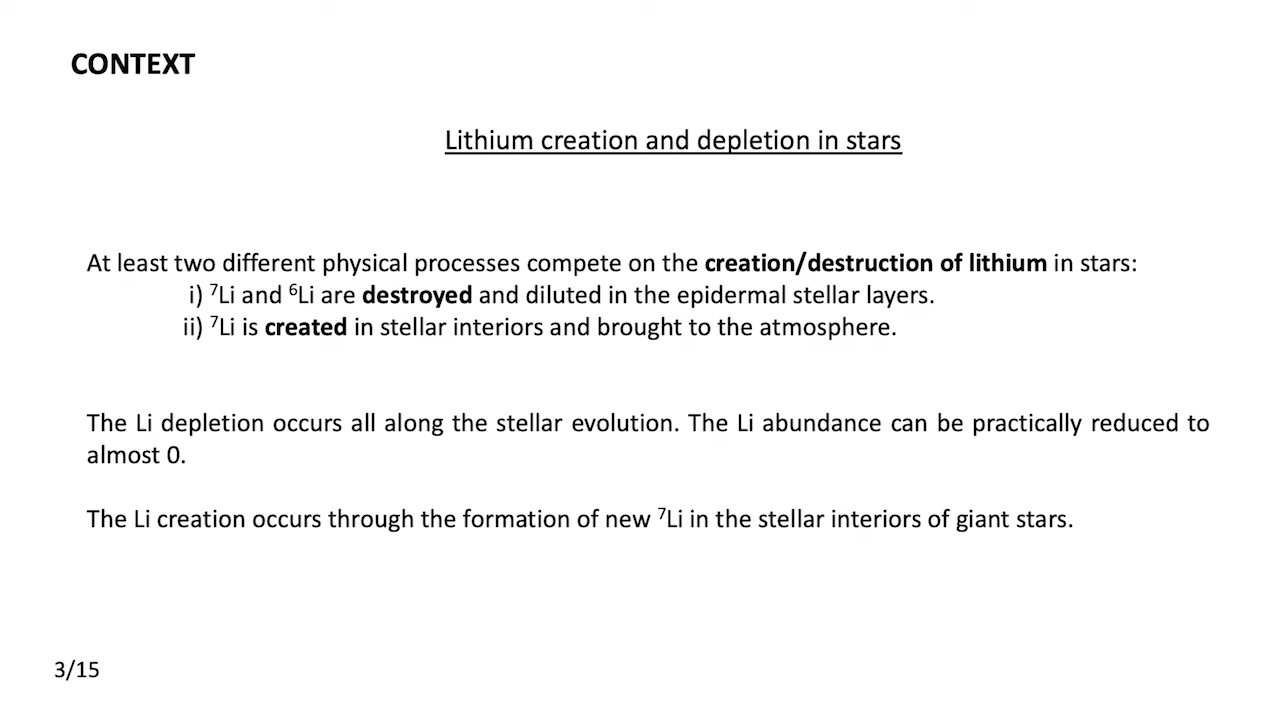 CONTEXT
Lithium creation and depletion in stars
At least two different physical processes compete on the creation/destruction of lithium in stars:
i) ⁷Li and ⁶Li are destroyed and diluted in the epidermal stellar layers.
ii) ⁷Li is created in stellar interiors and brought to the atmosphere.
The Li depletion occurs all along the stellar evolution. The Li abundance can be practically reduced to
almost 0.
The Li creation occurs through the formation of new ⁷Li in the stellar interiors of giant stars.
3/15